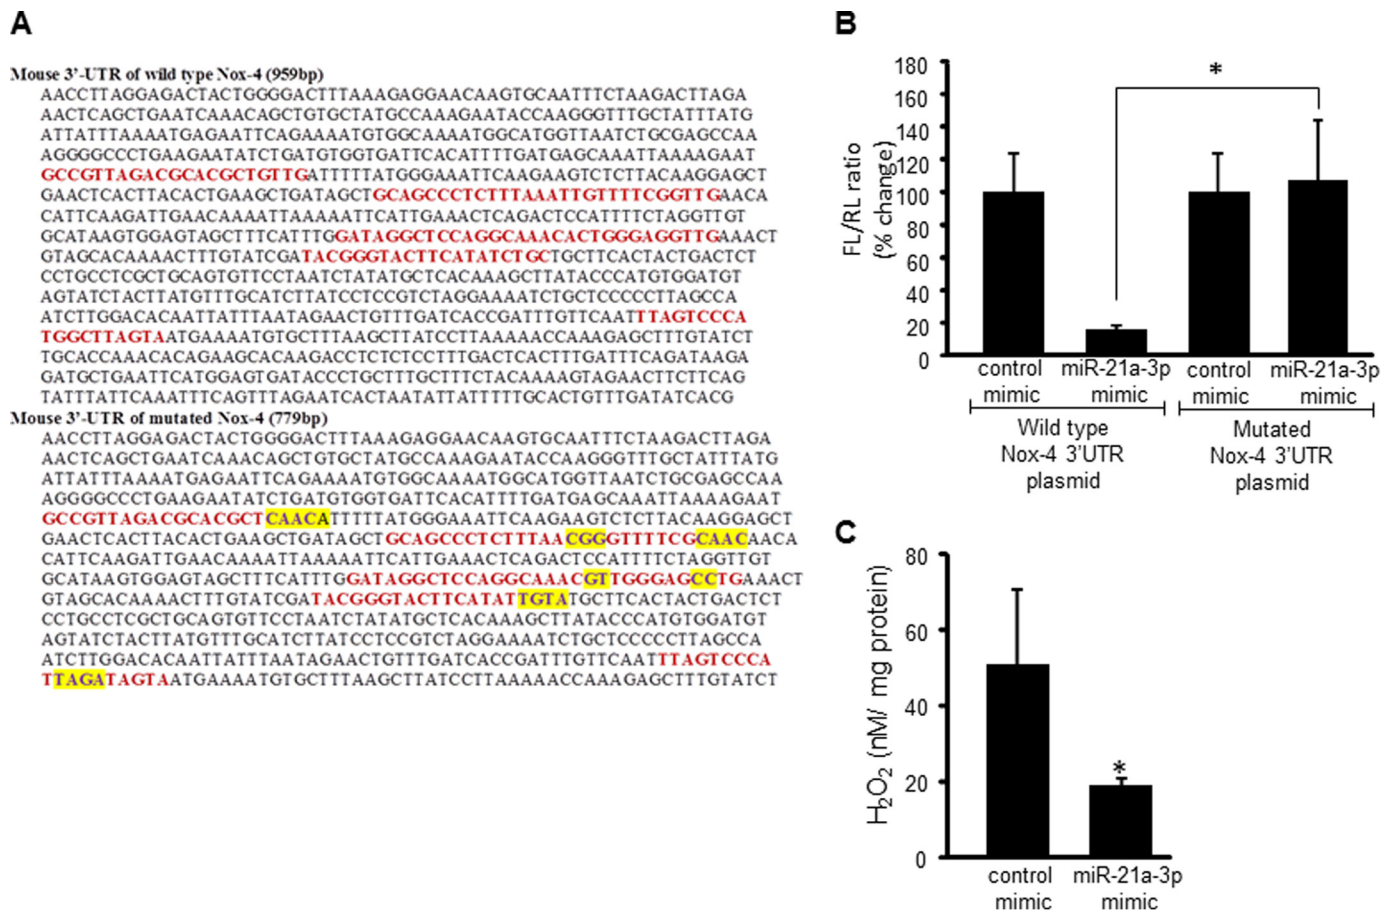 A
Mouse 3’-UTR of wild type Nox-4 (959bp)
AACCTTAGGAGACTACTGGGGACTTTAAAGAGGAACAAGTGCAATTTCTAAGACTTAGA
AACTCAGCTGAATCAAACAGCTGTGCTATGCCAAAGAATACCAAGGGTTTGCTATTTATG
ATTATTTAAAATGAGAATTCAGAAAATGTGGCAAAATGGCATGGTTAATCTGCGAGCCAA
AGGGGCCCTGAAGAATATCTGATGTGGTGATTCACATTTTGATGAGCAAATTAAAAGAAT
GCCGTTAGACGCACGCTGTTGATTTTTATGGGAAATTCAAGAAGTCTCTTACAAGGAGCT
GAACTCACTTACACTGAAGCTGATAGCTGCAGCCCTCTTTAAATTGTTTTCGGTTGAACA
CATTCAAGATTGAACAAAATTAAAAATTCATTGAAACTCAGACTCCATTTTCTAGGTTGT
GCATAAGTGGAGTAGCTTTCATTTGGATAGGCTCCAGGCAAACACTGGGAGGTTGAAACT
GTAGCACAAAACTTTGTATCGATACGGGTACTTCATATCTGCTGCTTCACTACTGACTCT
CCTGCCTCGCTGCAGTGTTCCTAATCTATATGCTCACAAAGCTTATACCCATGTGGATGT
AGTATCTACTTATGTTTGCATCTTATCCTCCGTCTAGGAAAATCTGCTCCCCCTTAGCCA
ATCTTGGACACAATTATTTAATAGAACTGTTTGATCACCGATTTGTTCAATTTAGTCCCA
TGGCTTAGTAATGAAAATGTGCTTTAAGCTTATCCTTAAAAACCAAAGAGCTTTGTATCT
TGCACCAAACACAGAAGCACAAGACCTCTCTCCTTTGACTCACTTTGATTTCAGATAAGA
GATGCTGAATTCATGGAGTGATACCCTGCTTTGCTTTCTACAAAAGTAGAACTTCTTCAG
TATTTATTCAAATTTCAGTTTAGAATCACTAATATTATTTTTGCACTGTTTGATATCACG
Mouse 3’-UTR of mutated Nox-4 (779bp)
AACCTTAGGAGACTACTGGGGACTTTAAAGAGGAACAAGTGCAATTTCTAAGACTTAGA
AACTCAGCTGAATCAAACAGCTGTGCTATGCCAAAGAATACCAAGGGTTTGCTATTTATG
ATTATTTAAAATGAGAATTCAGAAAATGTGGCAAAATGGCATGGTTAATCTGCGAGCCAA
AGGGGCCCTGAAGAATATCTGATGTGGTGATTCACATTTTGATGAGCAAATTAAAAGAAT
GCCGTTAGACGCACGCTCAACATTTTTATGGGAAATTCAAGAAGTCTCTTACAAGGAGCT
GAACTCACTTACACTGAAGCTGATAGCTGCAGCCCTCTTTAACGGGTTTTCGCAACAACA
CATTCAAGATTGAACAAAATTAAAAATTCATTGAAACTCAGACTCCATTTTCTAGGTTGT
GCATAAGTGGAGTAGCTTTCATTTGGATAGGCTCCAGGCAAACGTTGGGAGCCTGAAACT
GTAGCACAAAACTTTGTATCGATACGGGTACTTCATATTGTATGCTTCACTACTGACTCT
CCTGCCTCGCTGCAGTGTTCCTAATCTATATGCTCACAAAGCTTATACCCATGTGGATGT
AGTATCTACTTATGTTTGCATCTTATCCTCCGTCTAGGAAAATCTGCTCCCCCTTAGCCA
ATCTTGGACACAATTATTTAATAGAACTGTTTGATCACCGATTTGTTCAATTTAGTCCCA
TTAGATAGTAATGAAAATGTGCTTTAAGCTTATCCTTAAAAACCAAAGAGCTTTGTATCT
B
FL/RL ratio
(% change)
180
160
140
120
100
80
60
40
20
0
*
control
mimic
miR-21a-3p
mimic
control
mimic
miR-21a-3p
mimic
Wild type
Nox-4 3’UTR
plasmid
Mutated
Nox-4 3’UTR
plasmid
C
H₂O₂ (nM/ mg protein)
80
60
40
20
0
*
control
mimic
miR-21a-3p
mimic